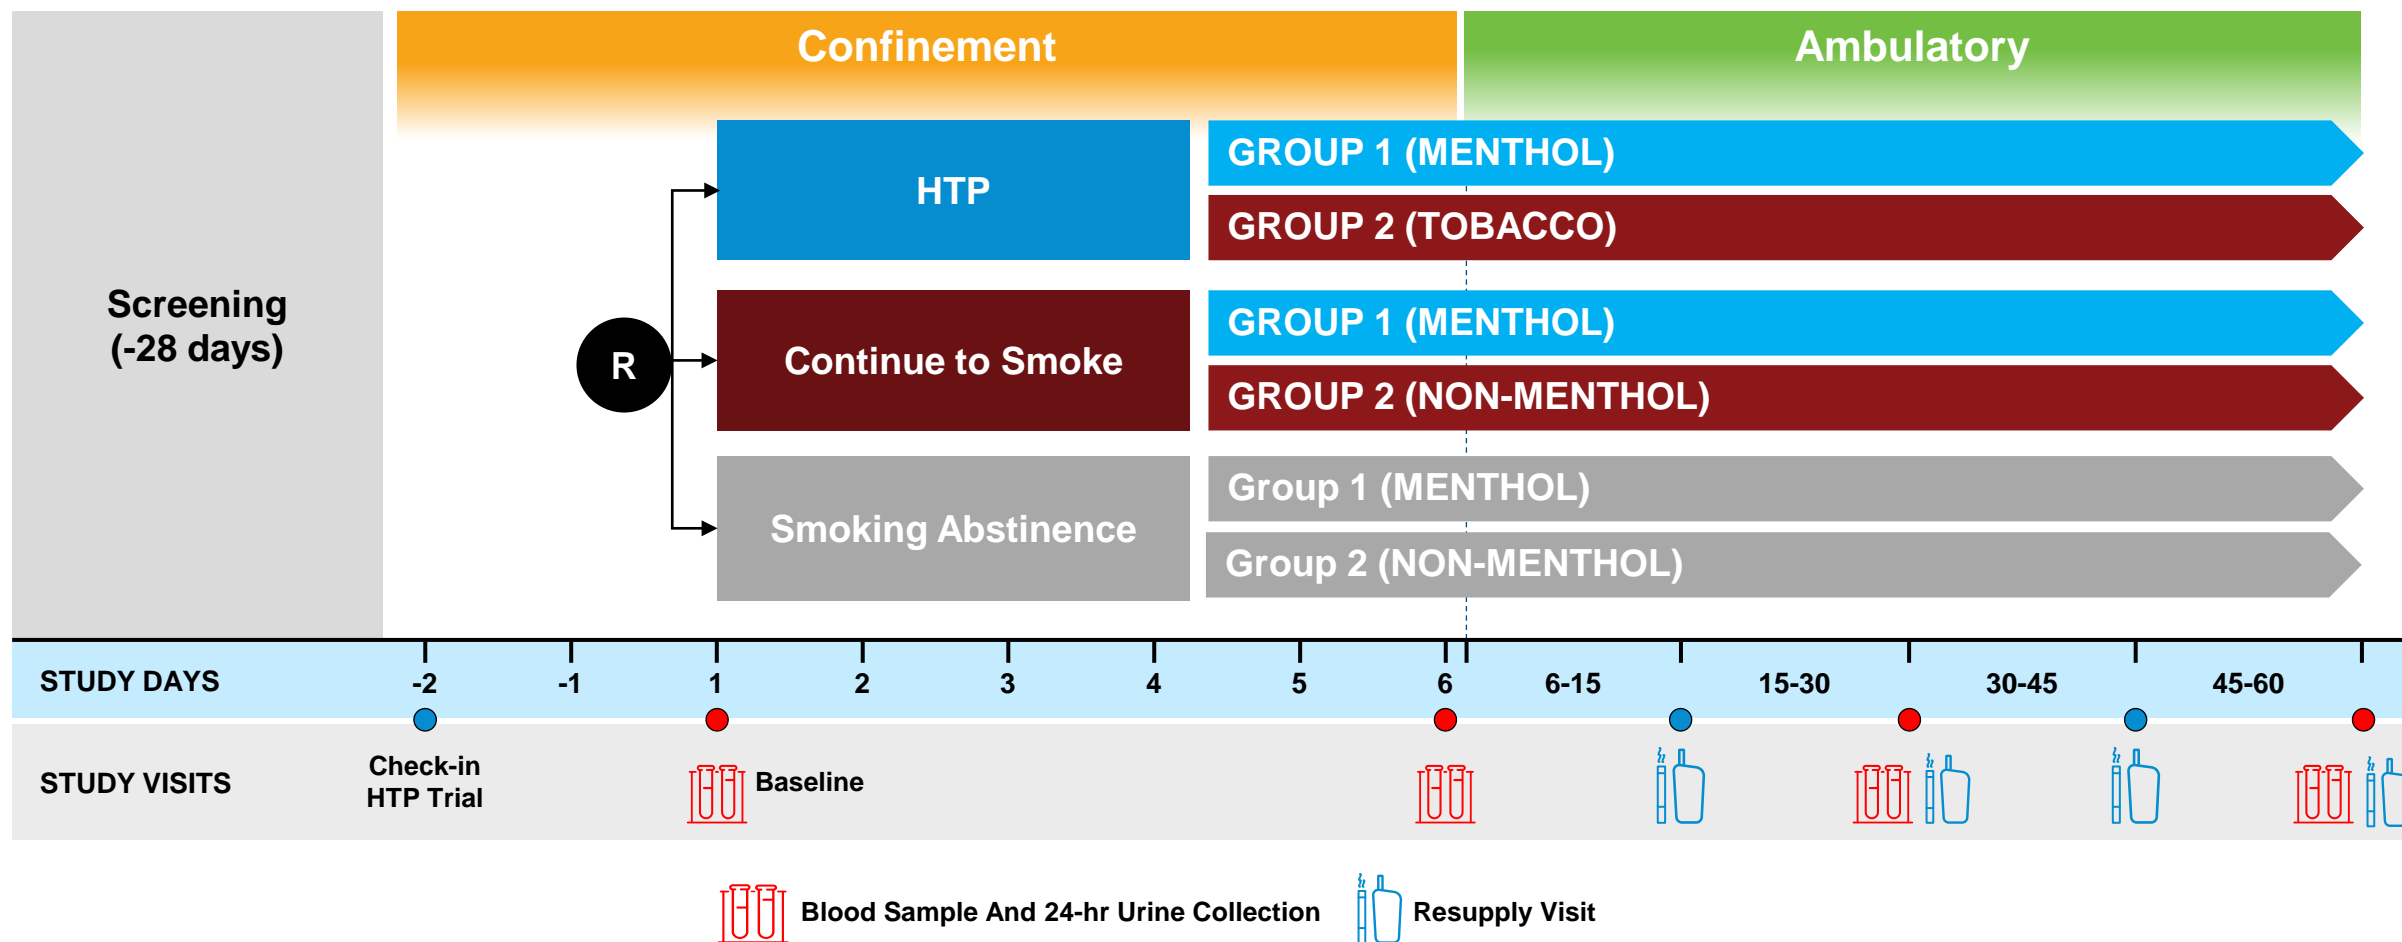 Confinement
Ambulatory
Screening
(-28 days)
R
HTP
GROUP 1 (MENTHOL)
GROUP 2 (TOBACCO)
Continue to Smoke
GROUP 1 (MENTHOL)
GROUP 2 (NON-MENTHOL)
Smoking Abstinence
Group 1 (MENTHOL)
Group 2 (NON-MENTHOL)
STUDY DAYS
-2 -1 1 2 3 4 5 6 6-15 15-30 30-45 45-60
STUDY VISITS
Check-in
HTP Trial
Baseline
Blood Sample And 24-hr Urine Collection
Resupply Visit